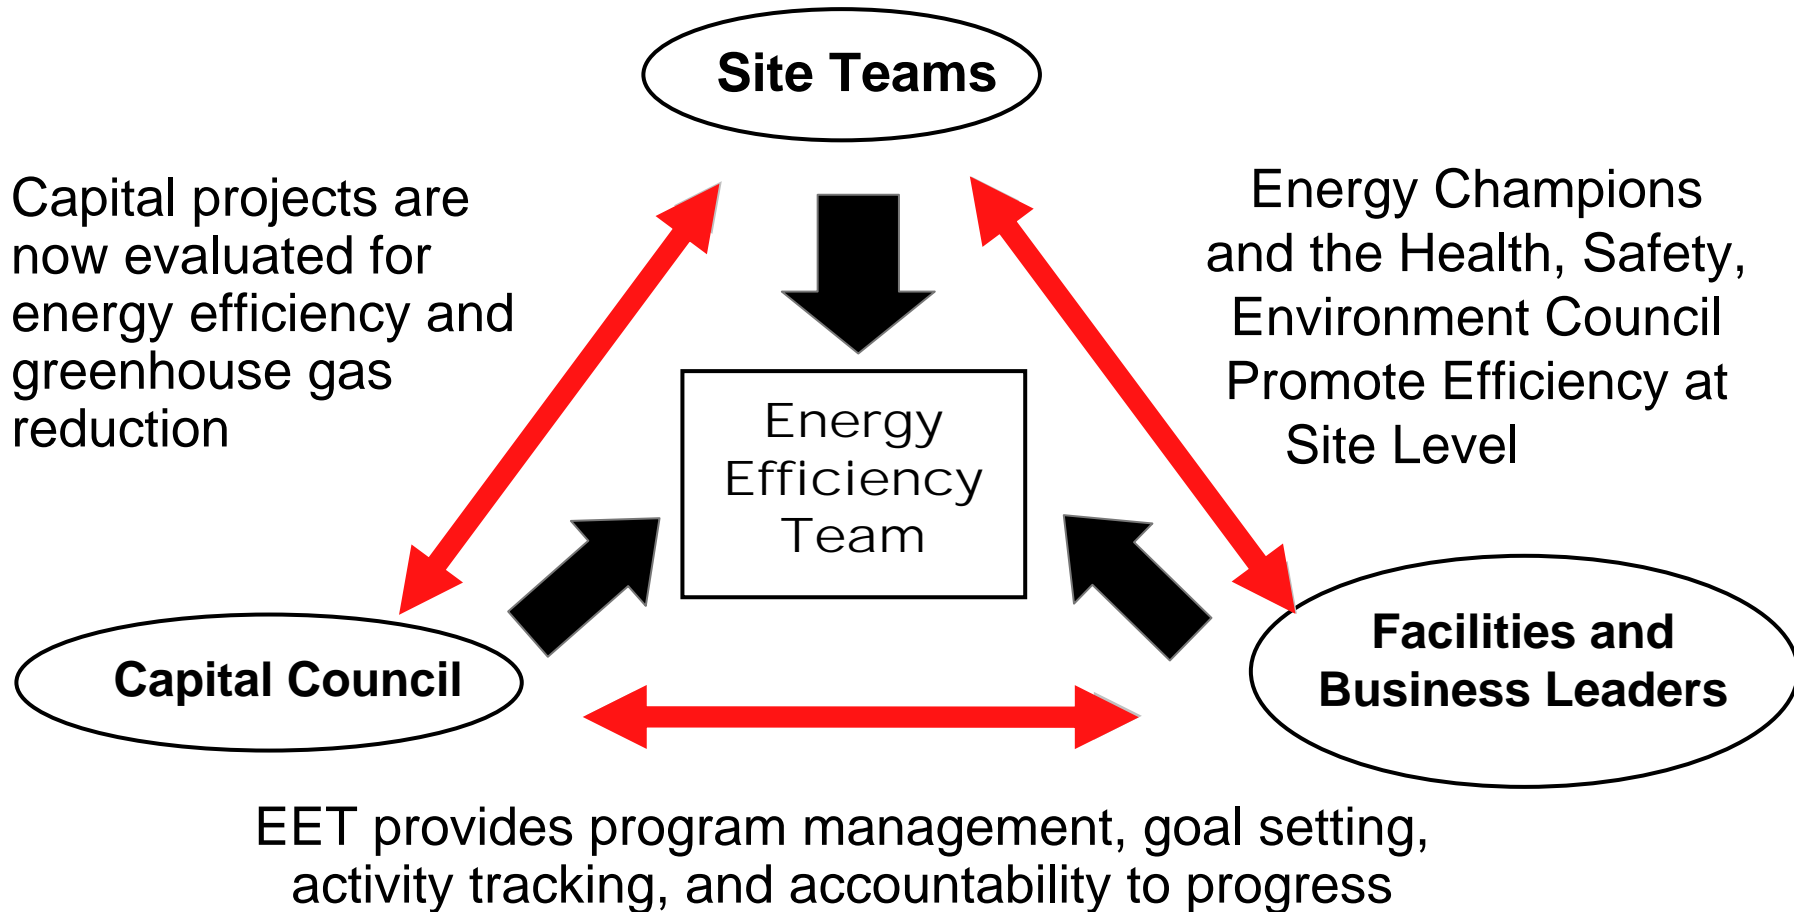 Site Teams
Capital projects are
now evaluated for
energy efficiency and
greenhouse gas
reduction
Energy Champions
and the Health, Safety,
Environment Council
Promote Efficiency at
Site Level
Energy
Efficiency
Team
Capital Council
Facilities and
Business Leaders
EET provides program management, goal setting,
activity tracking, and accountability to progress